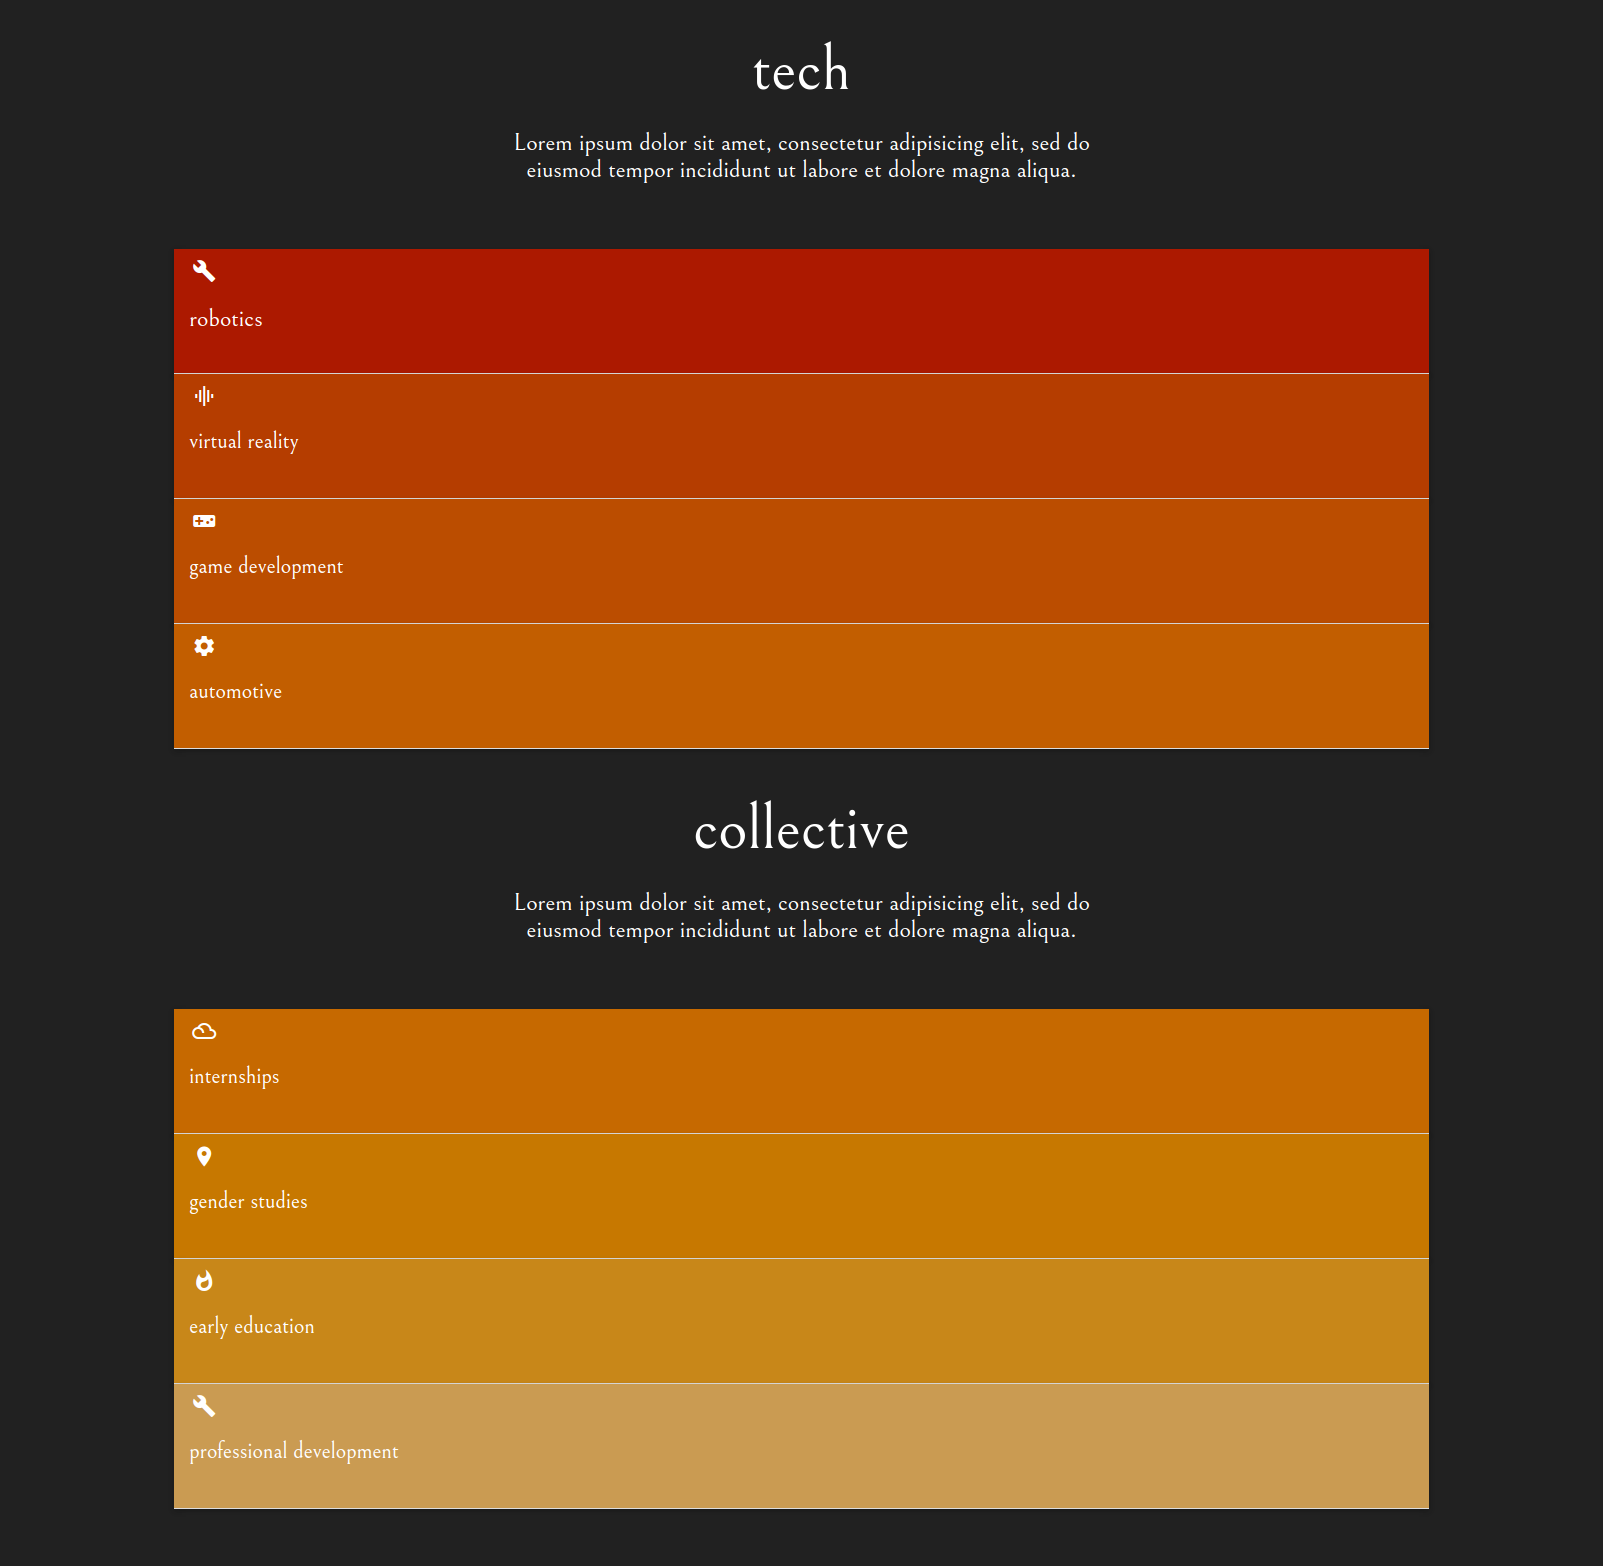 tech
Lorem ipsum dolor sit amet, consectetur adipisicing elit, sed do
eiusmod tempor incididunt ut labore et dolore magna aliqua.
robotics
virtual reality
game development
automotive
collective
Lorem ipsum dolor sit amet, consectetur adipisicing elit, sed do
eiusmod tempor incididunt ut labore et dolore magna aliqua.
internships
gender studies
early education
professional development